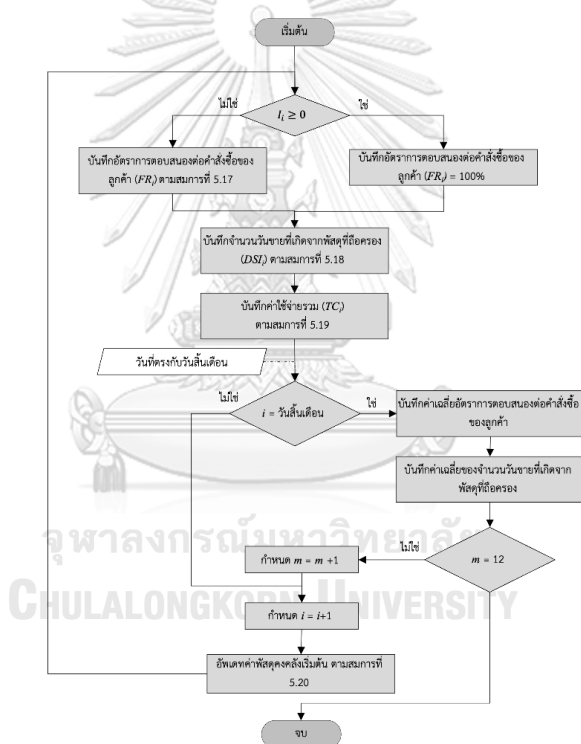 เริ่มต้น
ไม่ใช่
ใช่
I_i ≥ 0
บันทึกอัตราการตอบสนองต่อคำสั่งซื้อของ
ลูกค้า (FR_i) ตามสมการที่ 5.17
บันทึกอัตราการตอบสนองต่อคำสั่งซื้อของ
ลูกค้า (FR_i) = 100%
บันทึกจำนวนวันขายที่เกิดจากพัสดุที่ถือครอง
(DSI_i) ตามสมการที่ 5.18
บันทึกค่าใช้จ่ายรวม (TC_i)
ตามสมการที่ 5.19
วันที่ตรงกับวันสิ้นเดือน
ไม่ใช่
ใช่
i = วันสิ้นเดือน
บันทึกค่าเฉลี่ยอัตราการตอบสนองต่อคำสั่งซื้อ
ของลูกค้า
บันทึกค่าเฉลี่ยของจำนวนวันขายที่เกิดจาก
พัสดุที่ถือครอง
จุฬาลงกรณ์มหาวิทยาลัย
ไม่ใช่
m = 12
กำหนด m = m +1
CHULALONGKORN UNIVERSITY
กำหนด i = i+1
อัพเดทค่าพัสดุคงคลังเริ่มต้น ตามสมการที่
5.20
จบ